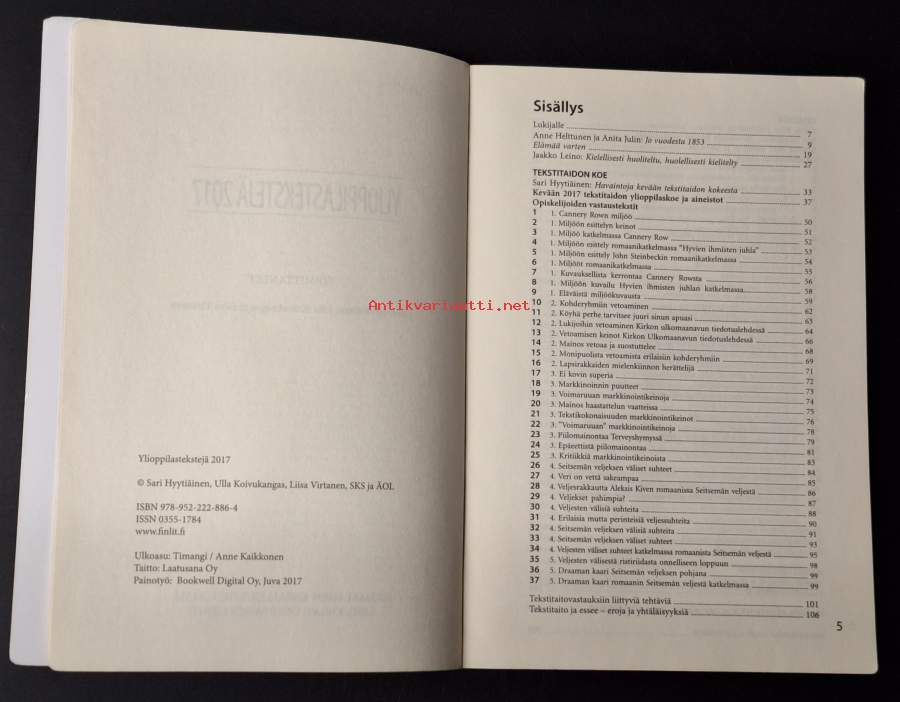 Ylioppilastekstejä 2017
© Sari Hyytiäinen, Ulla Koivukangas, Liisa Virtanen, SKS ja ÄOL
ISBN 978-952-222-886-4
ISSN 0355-1784
www.finlit.fi
Ulkoasu: Timangi / Anne Kaikkonen
Taitto: Laatusana Oy
Painotyö: Bookwell Digital Oy, Juva 2017
Antikvariaatti.net
Sisällys
Lukijalle 7
Anne Helttunen ja Anita Julin: Jo vuodesta 1853 9
Elämää varten 19
Jaakko Leino: Kielellisesti huoliteltu, huolellisesti kielitelty 27
TEKSTITAIDON KOE
Sari Hyytiäinen: Havaintoja kevään tekstitaidon kokeesta 33
Kevään 2017 tekstitaidon ylioppilaskoe ja aineistot 37
Opiskelijoiden vastaustekstit
1 1. Cannery Rown miljöö 50
2 1. Miljöön esittelyn keinot 51
3 1. Miljöö katkelmassa Cannery Row 52
4 1. Miljöön esittely romaanikatkelmassa "Hyvien ihmisten juhla" 53
5 1. Miljöön esittely John Steinbeckin romaanikatkelmassa 54
6 1. Miljööt romaanikatkelmassa 55
7 1. Kuvauksellista kerrontaa Cannery Rowsta 56
8 1. Miljöön kuvailu Hyvien ihmisten juhlan katkelmassa 58
9 1. Eläväistä miljöökuvausta 59
10 2. Kohderyhmiin vetoaminen 62
11 2. Köyhä perhe tarvitsee juuri sinun apuasi 63
12 2. Lukijoihin vetoaminen Kirkon ulkomaanavun tiedotuslehdessä 64
13 2. Vetoamisen keinot Kirkon Ulkomaanavun tiedotuslehdessä 66
14 2. Mainos vetoaa ja suostuttelee 68
15 2. Monipuolista vetoamista erilaisiin kohderyhmiin 69
16 2. Lapsirakkaiden mielenkiinnon herättelijä 71
17 3. Ei kovin superia 72
18 3. Markkinoinnin puutteet 73
19 3. Voimaruuan markkinointikeinoja 74
20 3. Mainos haastattelun vaatteissa 75
21 3. Tekstikokonaisuuden markkinointikeinot 76
22 3. "Voimaruuan" markkinointikeinoja 78
23 3. Piilomainontaa Terveyshymyssä 79
24 3. Epäeettistä piilomainontaa 81
25 3. Kritiikkiä markkinointikeinoista 83
26 4. Seitsemän veljeksen väliset suhteet 84
27 4. Veri on vettä sakeampaa 85
28 4. Veljesrakkautta Aleksis Kiven romaanissa Seitsemän veljestä 86
29 4. Veljekset pahimpia? 87
30 4. Veljesten välisiä suhteita 88
31 4. Erilaisia mutta perinteisiä veljessuhteita 90
32 4. Seitsemän veljeksen välisiä suhteita 91
33 4. Seitsemän veljeksen väliset suhteet 93
34 4. Veljesten väliset suhteet katkelmassa romaanista Seitsemän veljestä 95
35 5. Veljesten välisestä ristiriidasta onnelliseen loppuun 98
36 5. Draaman kaari Seitsemän veljeksen pohjana 99
37 5. Draaman kaari romaanin Seitsemän veljestä katkelmassa 99
Tekstitaitovastauksiin liittyviä tehtäviä 101
Tekstitaito ja essee – eroja ja yhtäläisyyksiä 106
5